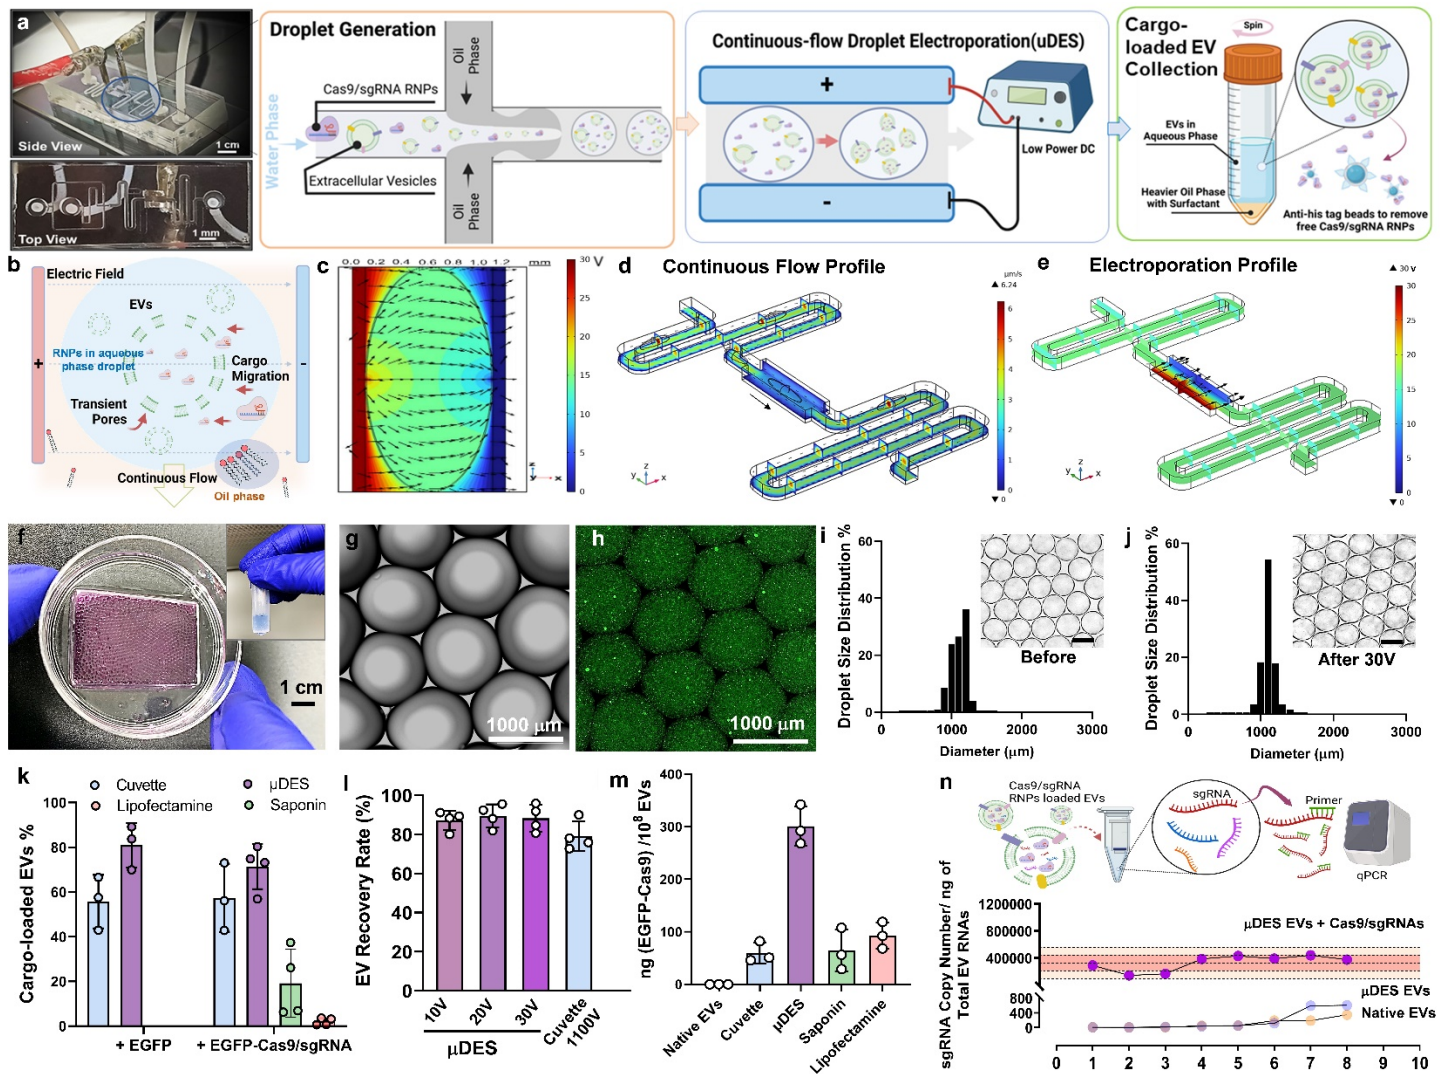 a
Side View
1 cm
Top View
1 mm
Droplet Generation
Cas9/sgRNA RNPs
Oil
Phase
Water Phase
Extracellular Vesicles
Oil
Phase
Continuous-flow Droplet Electroporation(uDES)
+
-
Low Power DC
Cargo-
loaded EV
Collection
Spin
EVs in
Aqueous Phase
Heavier Oil Phase
with Surfactant
Anti-his tag beads to remove
free Cas9/sgRNA RNPs
b
Electric Field
EVs
RNPs in aqueous
phase droplet
+
-
Cargo
Migration
Transient
Pores
Continuous Flow
Oil phase
c
0.0 0.2 0.4 0.6 0.8 1.0 1.2 mm
30 V
25
20
15
10
5
0
z
y x
d Continuous Flow Profile
μm/s
▲ 6.24
6
5
4
3
2
1
0
▼ 0
z
y x
e Electroporation Profile
▲ 30 V
30
25
20
15
10
5
0
▼ 0
z
y x
f
1 cm
g
1000 μm
h
1000 μm
i
Droplet Size Distribution %
60
40
20
0
0 1000 2000 3000
Diameter (μm)
Before
j
Droplet Size Distribution %
60
40
20
0
0 1000 2000 3000
Diameter (μm)
After 30V
k
Cuvette
μDES
Lipofectamine
Saponin
Cargo-loaded EVs %
100
80
60
40
20
0
+ EGFP
+ EGFP-Cas9/sgRNA
l
EV Recovery Rate (%)
100
80
60
40
20
0
10V
20V
30V
Cuvette
1100V
μDES
m
ng (EGFP-Cas9) /10⁸ EVs
400
300
200
100
0
Native EVs
Cuvette
μDES
Saponin
Lipofectamine
n
Cas9/sgRNA
RNPs loaded EVs
sgRNA
Primer
qPCR
sgRNA Copy Number/ ng of
Total EV RNAs
1200000
800000
400000
800
400
0
μDES EVs + Cas9/sgRNAs
μDES EVs
Native EVs
0 1 2 3 4 5 6 7 8 9 10